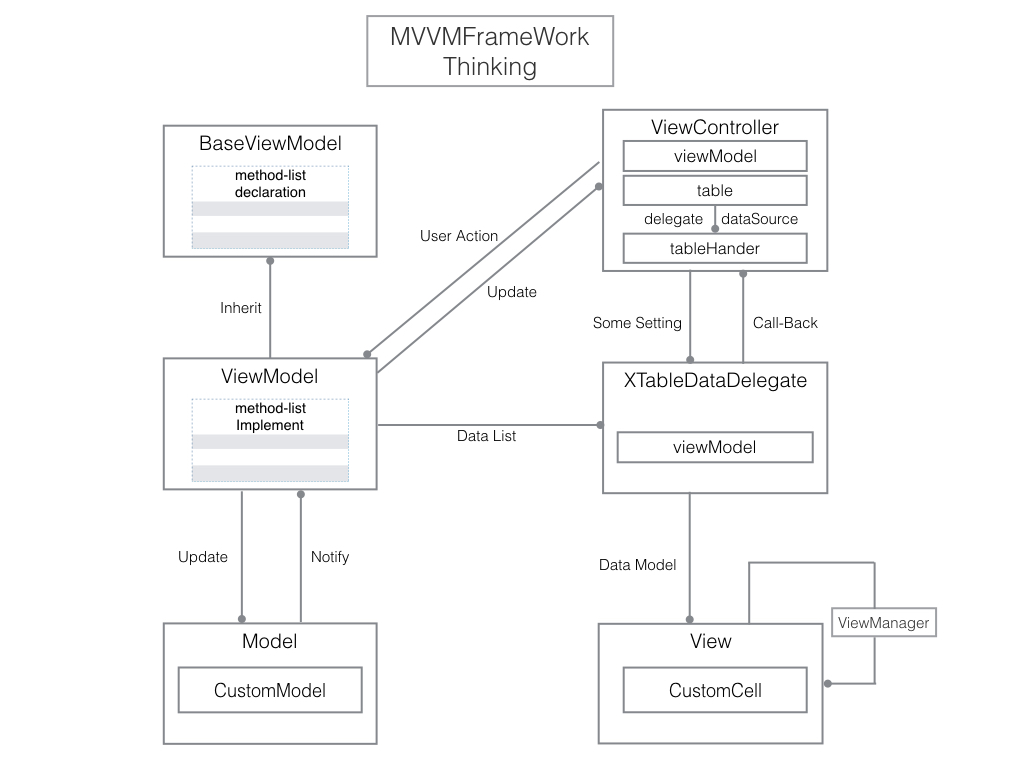 MVVMFrameWork
Thinking
BaseViewModel
method-list
declaration
ViewController
viewModel
table
delegate
dataSource
tableHander
User Action
Update
Inherit
Some Setting
Call-Back
ViewModel
method-list
Implement
XTableDataDelegate
viewModel
Data List
Update
Notify
Data Model
ViewManager
Model
CustomModel
View
CustomCell